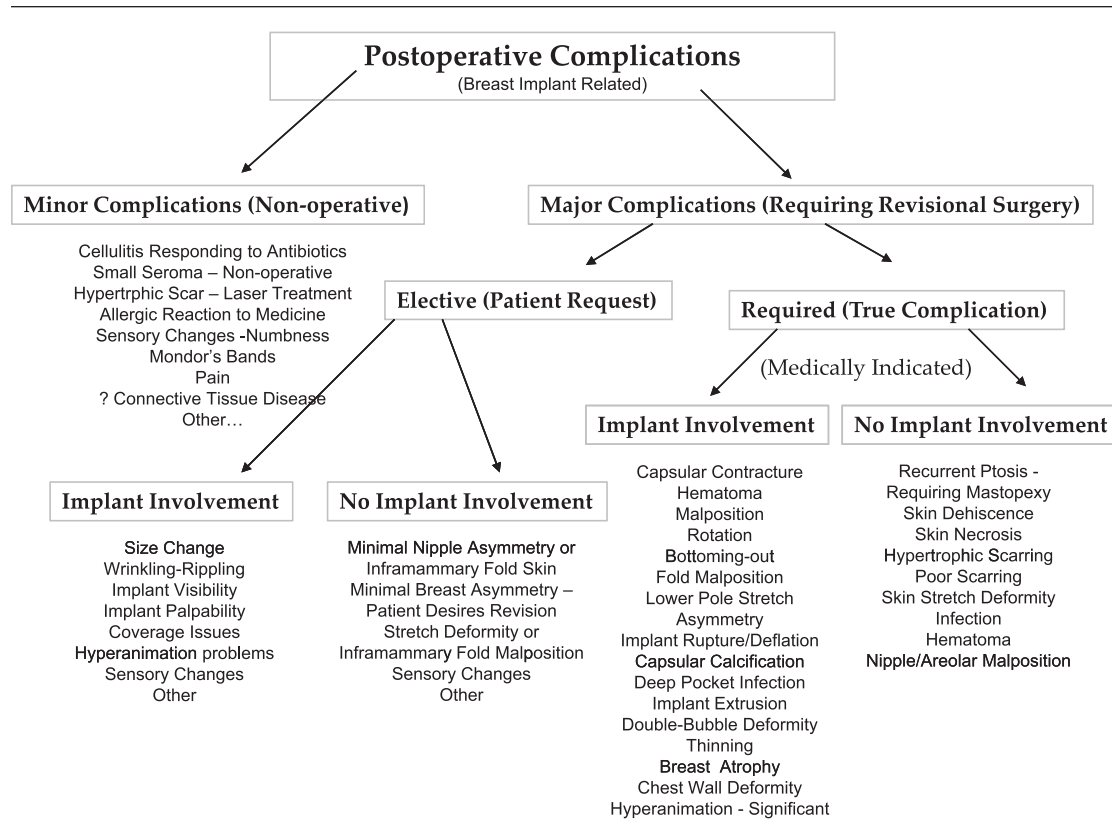 Postoperative Complications
(Breast Implant Related)
Minor Complications (Non-operative)
Cellulitis Responding to Antibiotics
Small Seroma – Non-operative
Hypertrphic Scar – Laser Treatment
Allergic Reaction to Medicine
Sensory Changes -Numbness
Mondor's Bands
Pain
? Connective Tissue Disease
Other…
Major Complications (Requiring Revisional Surgery)
Elective (Patient Request)
Implant Involvement
Size Change
Wrinkling-Rippling
Implant Visibility
Implant Palpability
Coverage Issues
Hyperanimation problems
Sensory Changes
Other
No Implant Involvement
Minimal Nipple Asymmetry or
Inframammary Fold Skin
Minimal Breast Asymmetry –
Patient Desires Revision
Stretch Deformity or
Inframammary Fold Malposition
Sensory Changes
Other
Required (True Complication)
(Medically Indicated)
Implant Involvement
Capsular Contracture
Hematoma
Malposition
Rotation
Bottoming-out
Fold Malposition
Lower Pole Stretch
Asymmetry
Implant Rupture/Deflation
Capsular Calcification
Deep Pocket Infection
Implant Extrusion
Double-Bubble Deformity
Thinning
Breast Atrophy
Chest Wall Deformity
Hyperanimation - Significant
No Implant Involvement
Recurrent Ptosis -
Requiring Mastopexy
Skin Dehiscence
Skin Necrosis
Hypertrophic Scarring
Poor Scarring
Skin Stretch Deformity
Infection
Hematoma
Nipple/Areolar Malposition